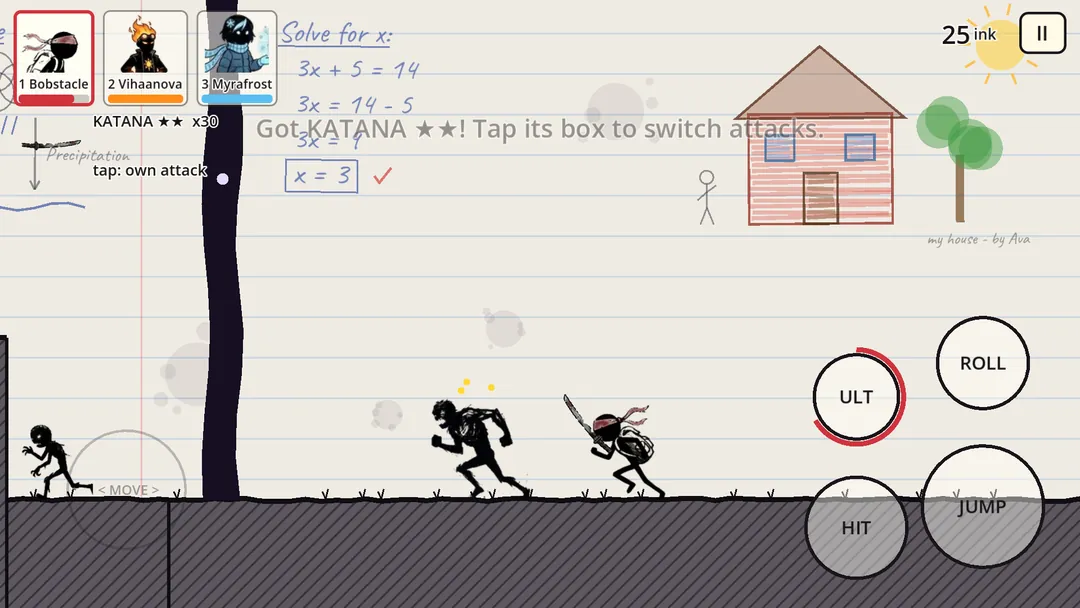 1 Bobstacle
2 Vihaanova
3 Myrafrost
KATANA ★★ x30
tap: own attack
Precipitation
Solve for x:
3x + 5 = 14
3x = 14 - 5
3x = 9
x = 3 ✓
Got KATANA ★★! Tap its box to switch attacks.
25 ink
II
my house - by Ava
< MOVE >
ULT
ROLL
HIT
JUMP